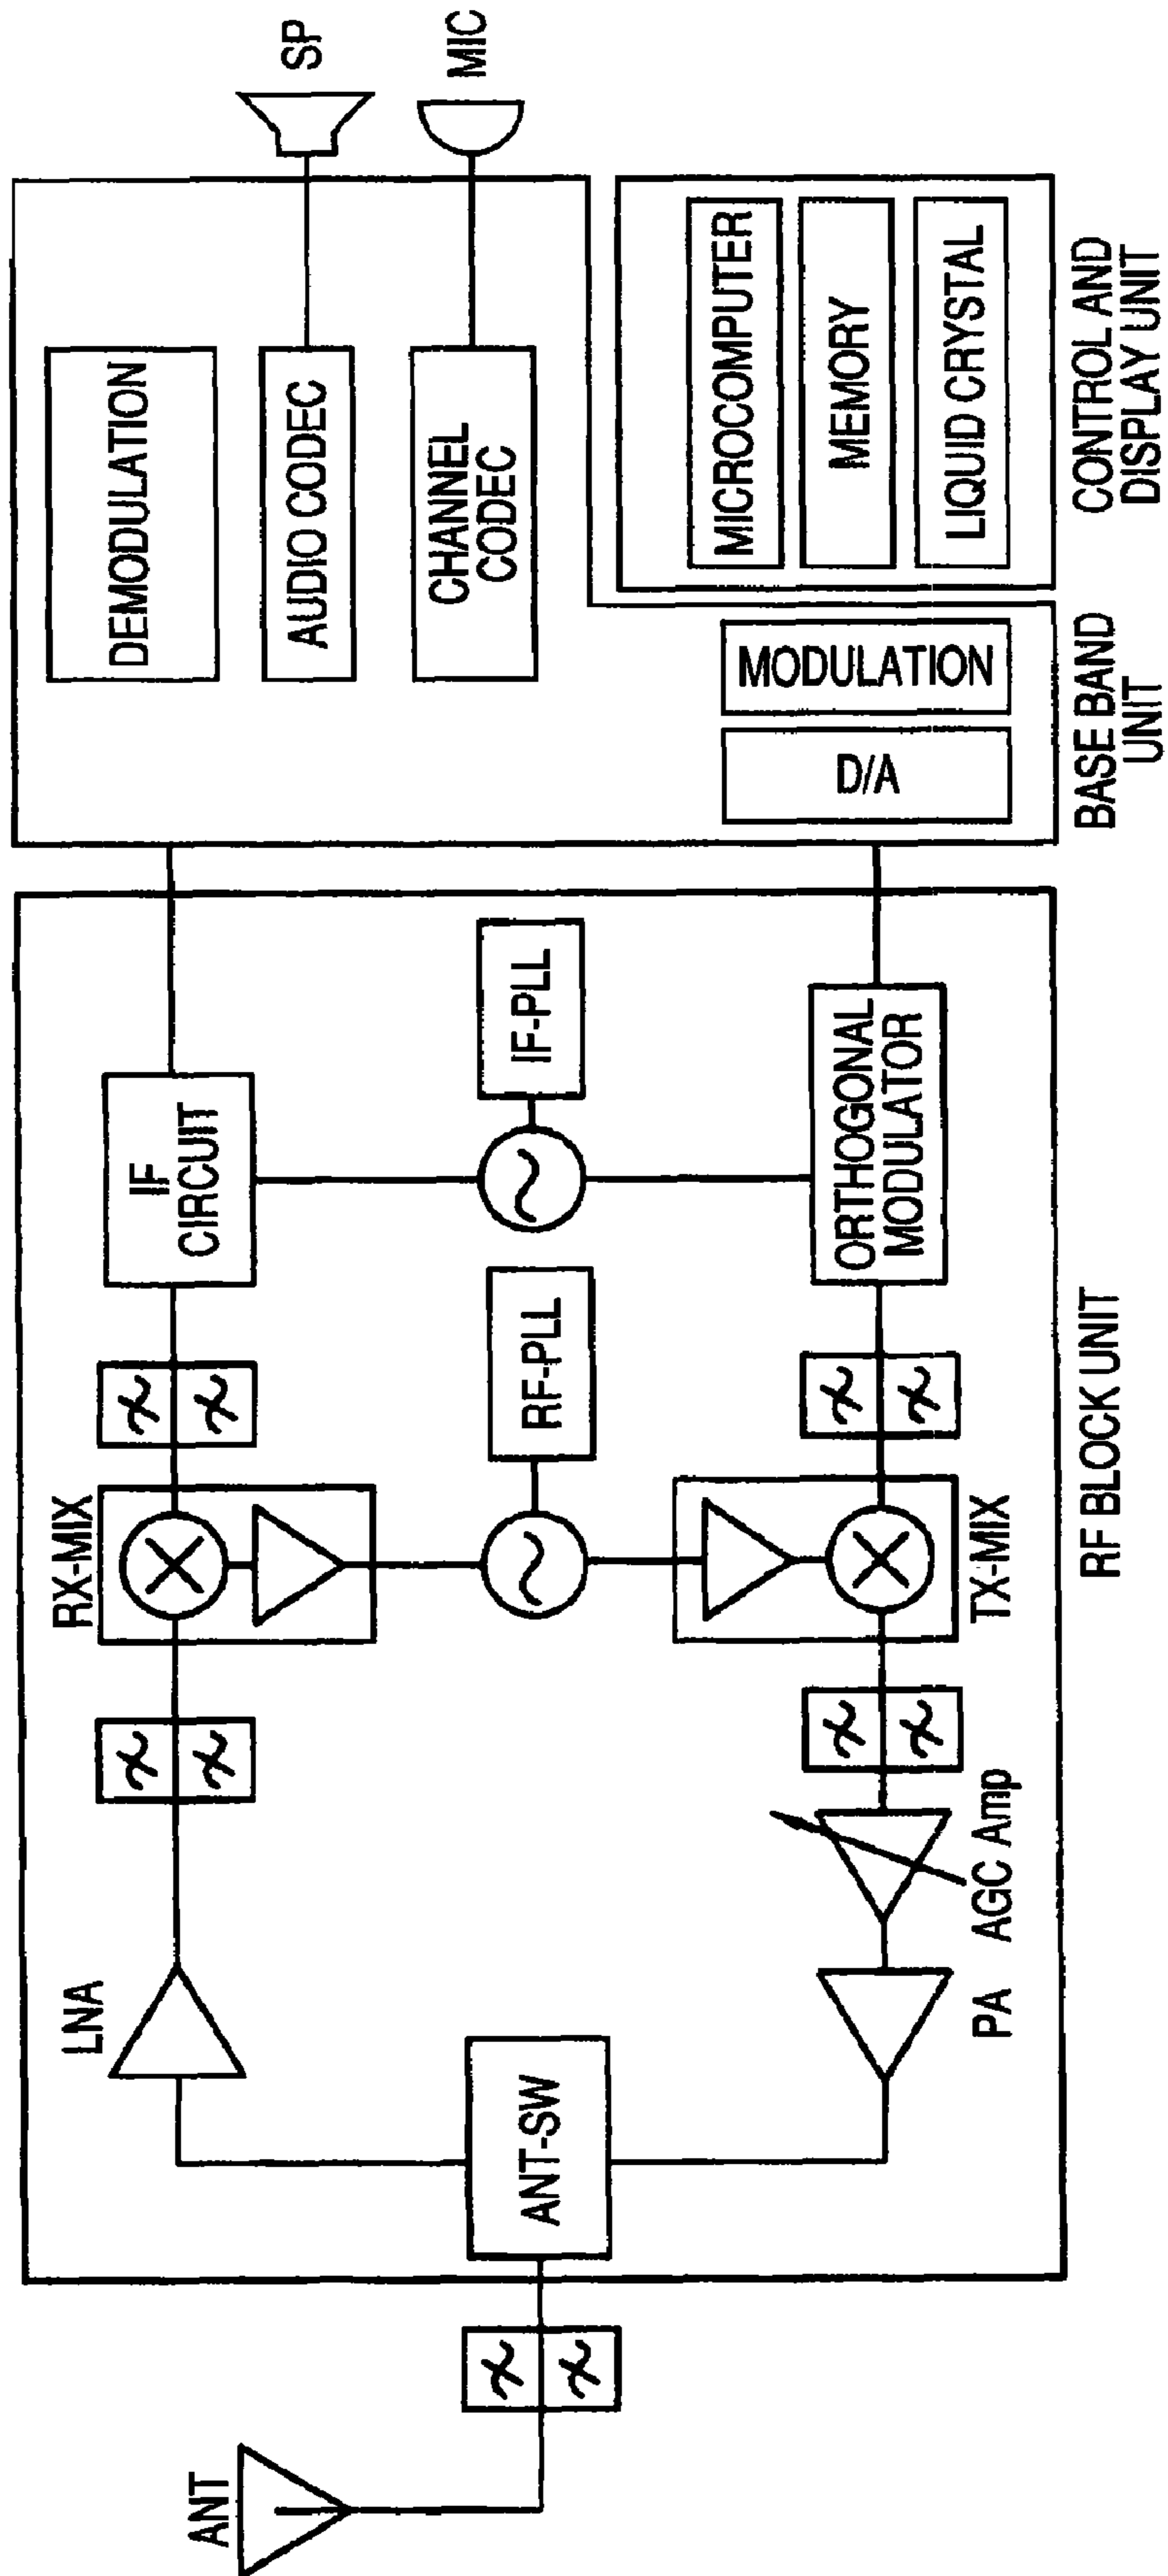 ANT
ANT-SW
LNA
PA
AGC Amp
RX-MIX
TX-MIX
RF-PLL
IF-PLL
IF
CIRCUIT
ORTHOGONAL
MODULATOR
RF BLOCK UNIT
DEMODULATION
AUDIO CODEC
CHANNEL
CODEC
D/A
MODULATION
BASE BAND
UNIT
MICROCOMPUTER
MEMORY
LIQUID CRYSTAL
CONTROL AND
DISPLAY UNIT
SP
MIC